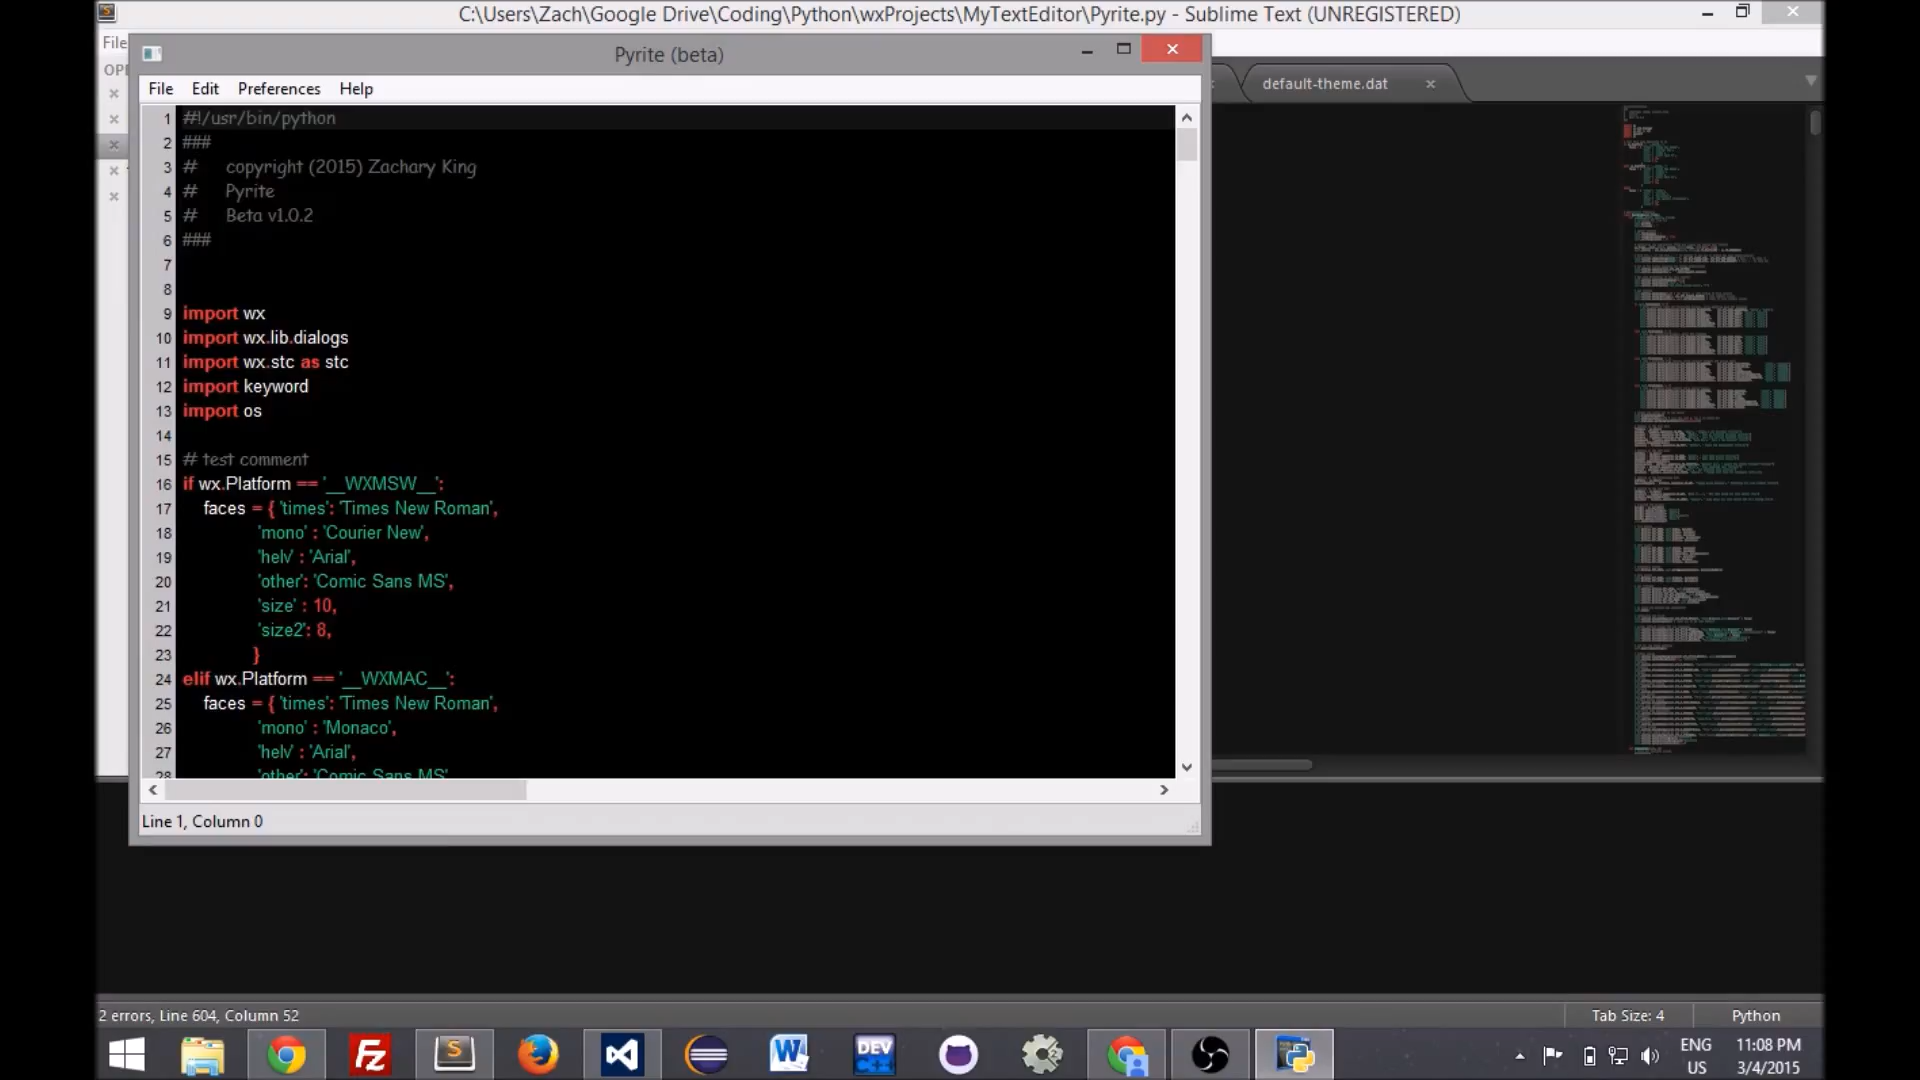 C:\Users\Zach\Google Drive\Coding\Python\wxProjects\MyTextEditor\Pyrite.py - Sublime Text (UNREGISTERED)
File
Pyrite (beta)
default-theme.dat
File Edit Preferences Help
1 #!/usr/bin/python
2 ###
3 # copyright (2015) Zachary King
4 # Pyrite
5 # Beta v1.0.2
6 ###
7
8
9 import wx
10 import wx.lib.dialogs
11 import wx.stc as stc
12 import keyword
13 import os
14
15 # test comment
16 if wx.Platform == '__WXMSW__':
17 faces = { 'times': 'Times New Roman',
18 'mono' : 'Courier New',
19 'helv' : 'Arial',
20 'other': 'Comic Sans MS',
21 'size' : 10,
22 'size2': 8,
23 }
24 elif wx.Platform == '__WXMAC__':
25 faces = { 'times': 'Times New Roman',
26 'mono' : 'Monaco',
27 'helv' : 'Arial',
28 'other': 'Comic Sans MS'
Line 1, Column 0
2 errors, Line 604, Column 52
Tab Size: 4
Python
DEV
ENG
US
11:08 PM
3/4/2015